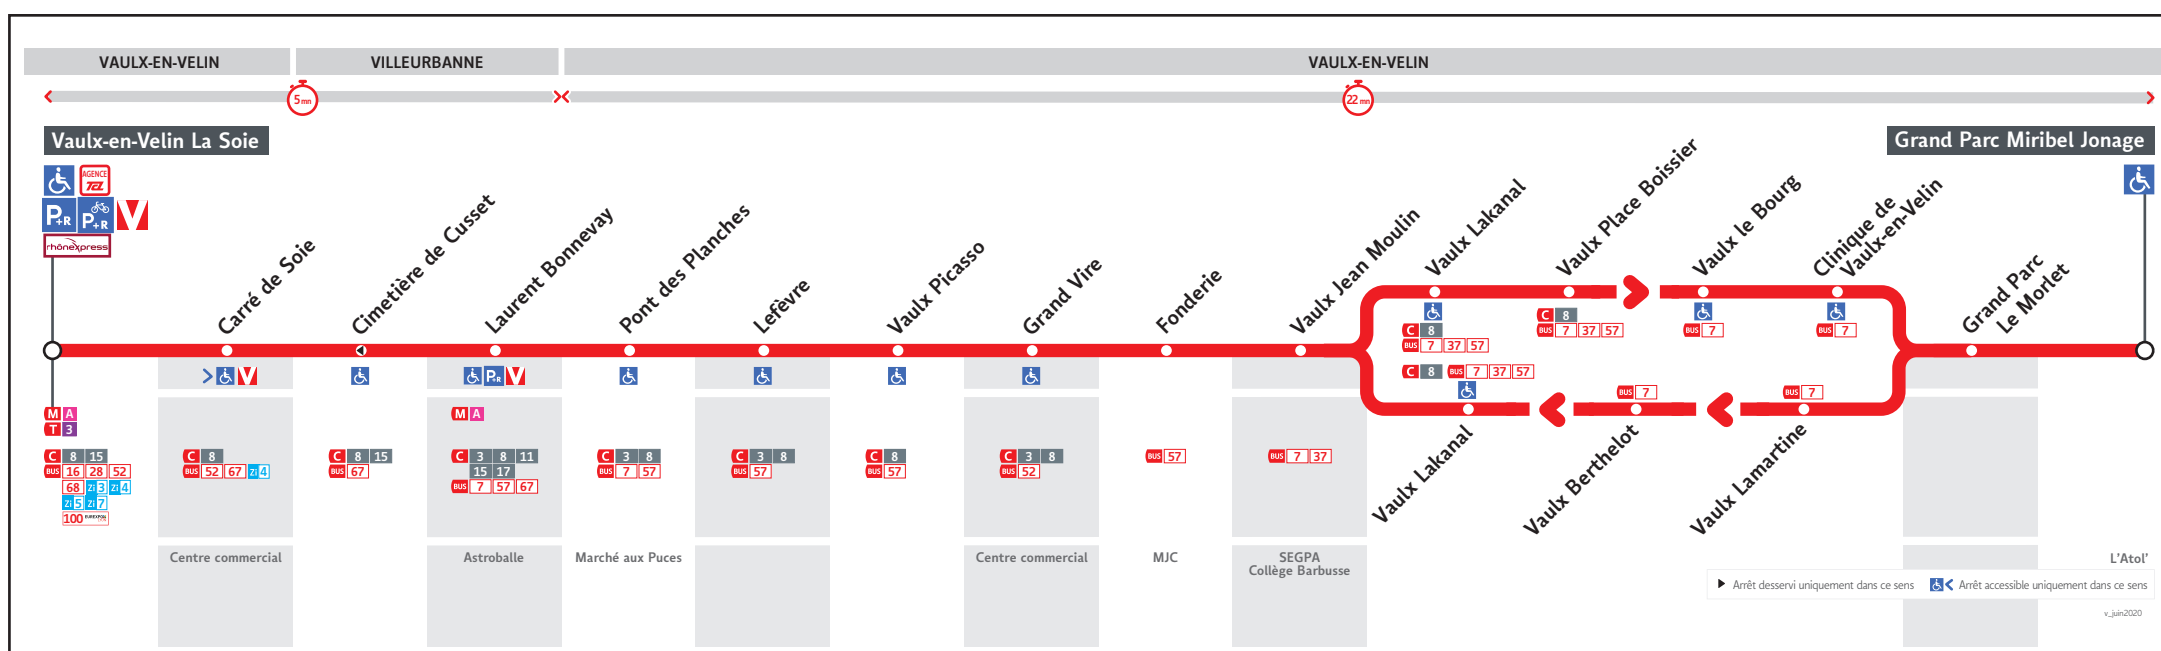 VAULX-EN-VELIN VILLEURBANNE VAULX-EN-VELIN
5 mn 22 mn
Vaulx-en-Velin La Soie
Grand Parc Miribel Jonage
AGENCE
TCL
P+R P+R
rhônexpress
Carré de Soie
Cimetière de Cusset
Laurent Bonnevay
P+R
Pont des Planches
Lefèvre
Vaulx Picasso
Grand Vire
Fonderie
Vaulx Jean Moulin
Vaulx Lakanal
Vaulx Place Boissier
Vaulx le Bourg
Clinique de
Vaulx-en-Velin
Grand Parc
Le Morlet
C 8
BUS 7 37 57
C 8
BUS 7 37 57
BUS 7
BUS 7
C 8 BUS 7 37 57
BUS 7
BUS 7
Vaulx Lakanal
Vaulx Berthelot
Vaulx Lamartine
M A
T 3
C 8 15
BUS 16 28 52
68 Zi 3 Zi 4
Zi 5 Zi 7
100 EUREXPO
C 8
BUS 52 67 Zi 4
C 8 15
BUS 67
M A
C 3 8 11
15 17
BUS 7 57 67
C 3 8
BUS 7 57
C 3 8
BUS 57
C 8
BUS 57
C 3 8
BUS 52
BUS 57
BUS 7 37
Centre commercial
Astroballe
Marché aux Puces
Centre commercial
MJC
SEGPA
Collège Barbusse
L'Atol'
Arrêt desservi uniquement dans ce sens
Arrêt accessible uniquement dans ce sens
v_juin2020